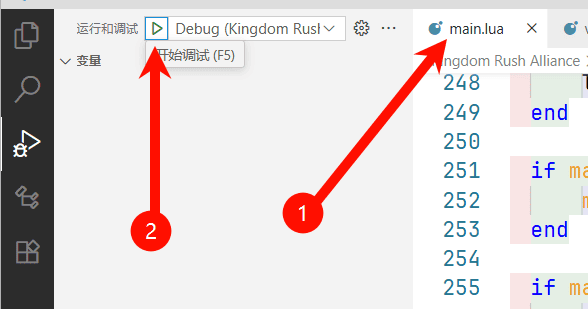 运行和调试 Debug (Kingdom Rush
开始调试 (F5)
变量
main.lua
ngdom Rush Alliance
248
249 end
250
251 if ma
252 m
253 end
254
255 if ma
1
2